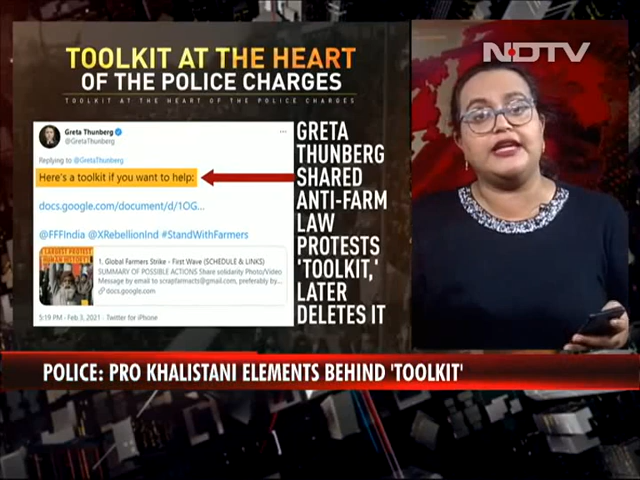 TOOLKIT AT THE HEART
OF THE POLICE CHARGES
TOOLKIT AT THE HEART OF THE POLICE CHARGES
NDTV
Greta Thunberg
@GretaThunberg
Replying to @GretaThunberg
Here's a toolkit if you want to help:
docs.google.com/document/d/1OG...
@FFFIndia @XRebellionInd #StandWithFarmers
LARGEST PROTEST
HUMAN HISTORY
1. Global Farmers Strike - First Wave (SCHEDULE & LINKS)
SUMMARY OF POSSIBLE ACTIONS Share solidarity Photo/Video
Message by email to scrapfarmacts@gmail.com, preferably by...
docs.google.com
5:19 PM - Feb 3, 2021 | Twitter for iPhone
GRETA
THUNBERG
SHARED
ANTI-FARM
LAW
PROTESTS
'TOOLKIT,'
LATER
DELETES IT
POLICE: PRO KHALISTANI ELEMENTS BEHIND 'TOOLKIT'